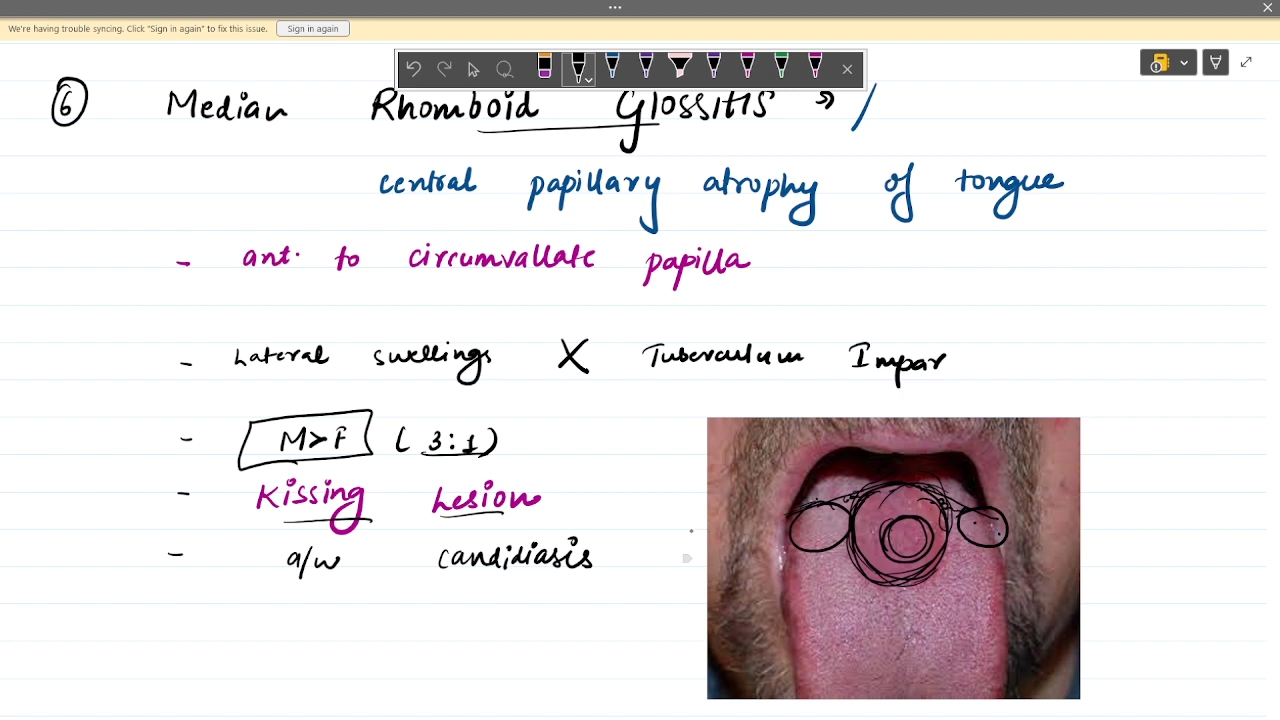 We're having trouble syncing. Click "Sign in again" to fix this issue. Sign in again
⑥ Median Rhomboid Glossitis » /
central papillary atrophy of tongue
- ant. to circumvallate papilla
- Lateral swellings X Tuberculum Impar
- M>F (3:1)
- Kissing Lesion
- a/w candidiasis